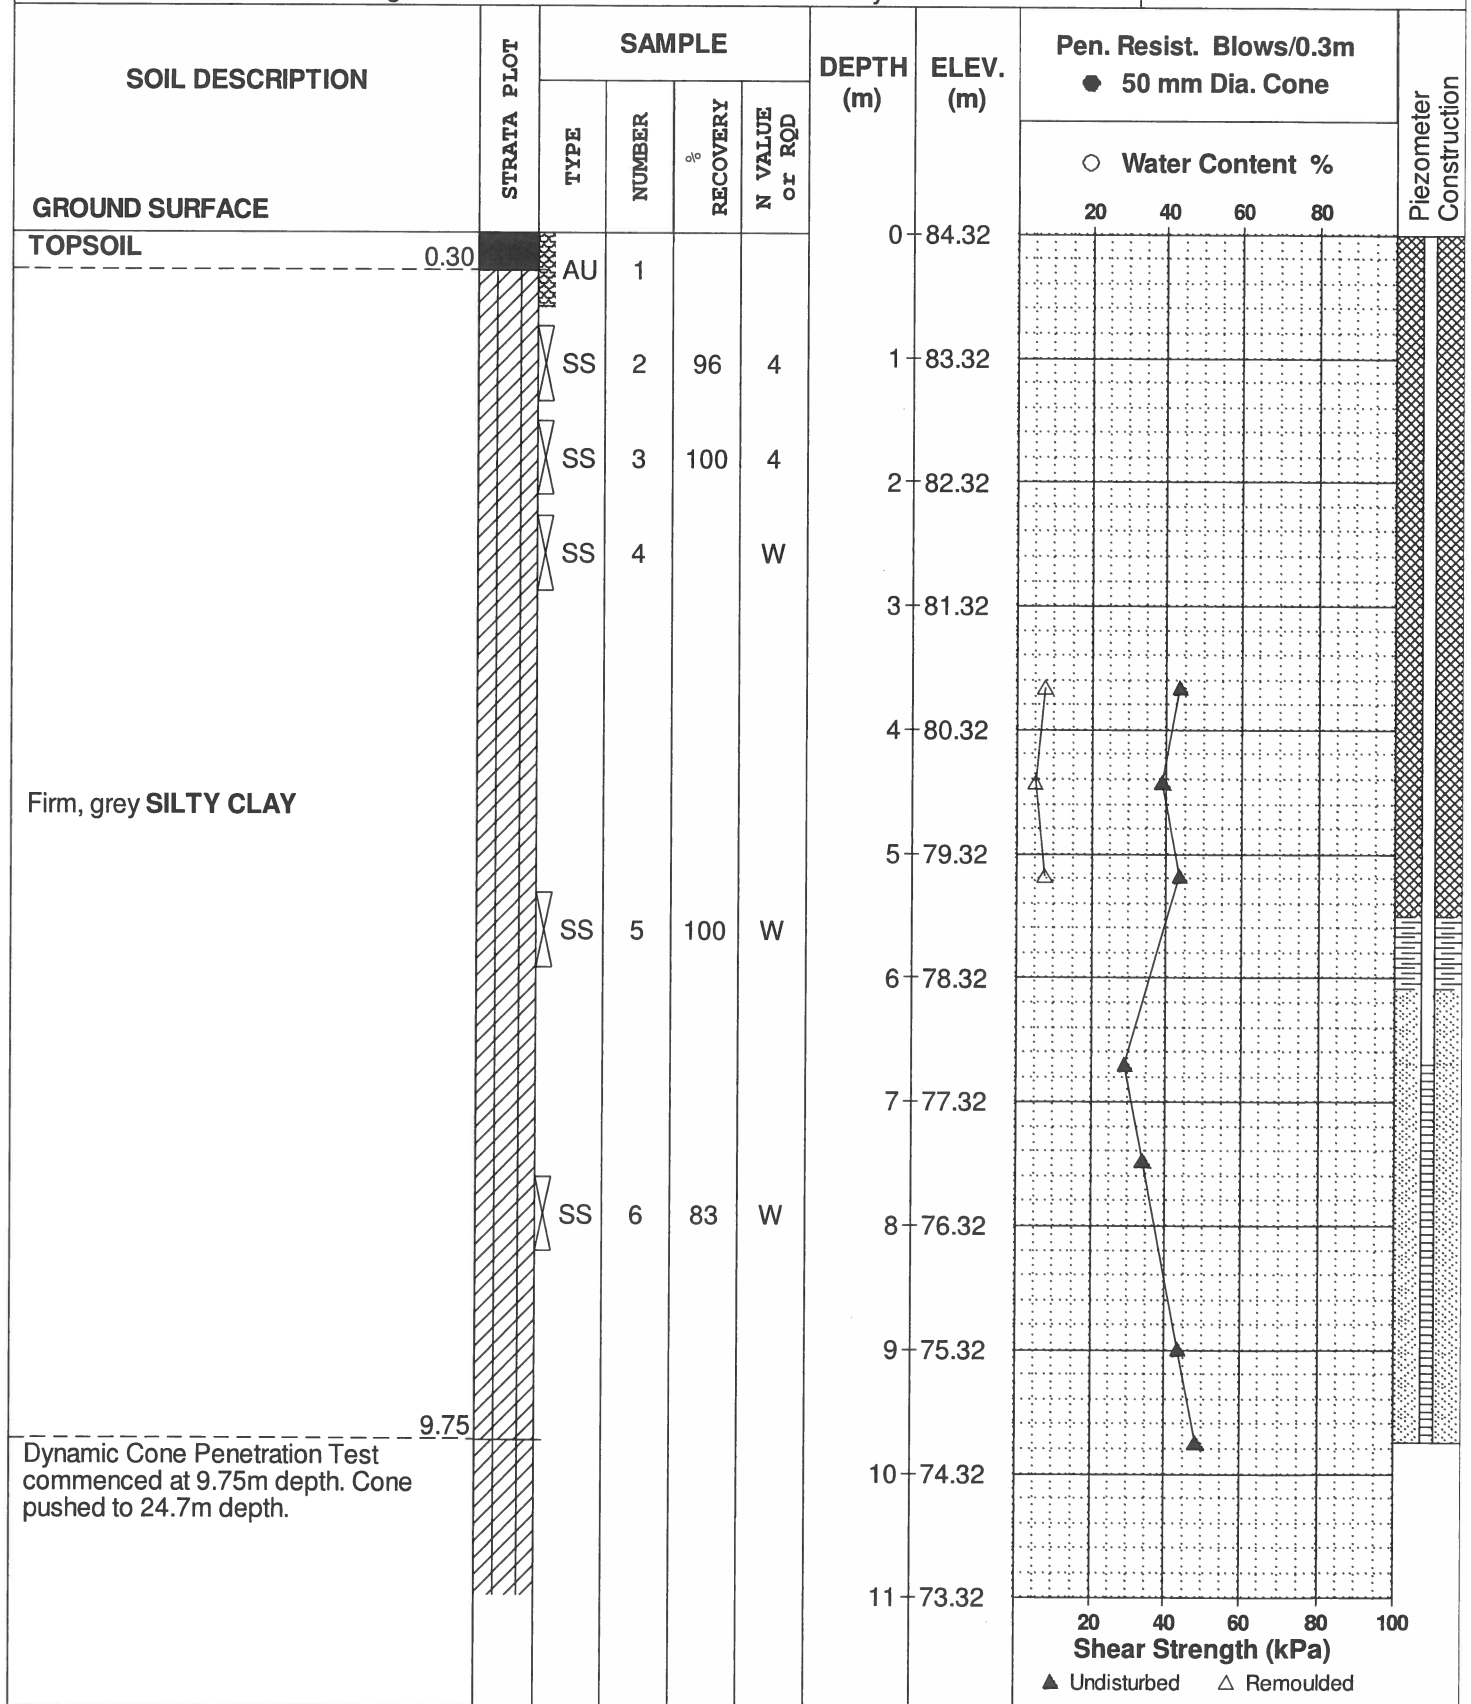 SOIL DESCRIPTION
GROUND SURFACE
STRATA PLOT
SAMPLE
TYPE
NUMBER
%
RECOVERY
N VALUE
or RQD
DEPTH
(m)
ELEV.
(m)
Pen. Resist. Blows/0.3m
● 50 mm Dia. Cone
○ Water Content %
20 40 60 80
Piezometer
Construction
TOPSOIL
0.30
AU 1
0 84.32
SS 2 96 4
1 83.32
SS 3 100 4
2 82.32
SS 4 W
3 81.32
4 80.32
Firm, grey SILTY CLAY
5 79.32
SS 5 100 W
6 78.32
7 77.32
SS 6 83 W
8 76.32
9 75.32
9.75
Dynamic Cone Penetration Test
commenced at 9.75m depth. Cone
pushed to 24.7m depth.
10 74.32
11 73.32
20 40 60 80 100
Shear Strength (kPa)
▲ Undisturbed △ Remoulded